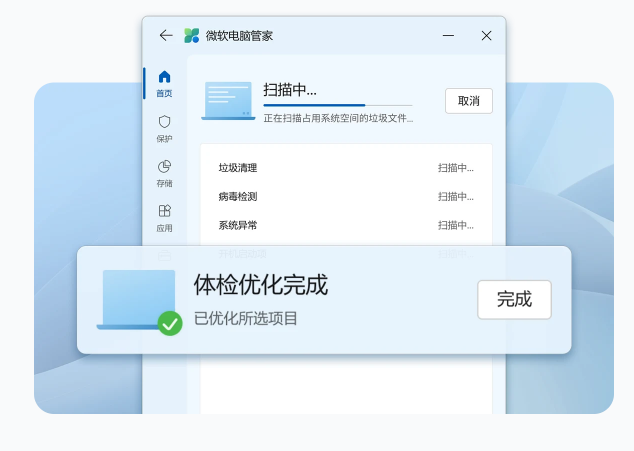 微软电脑管家
首页
扫描中...
取消
正在扫描占用系统空间的垃圾文件...
保护
垃圾清理
扫描中...
存储
病毒检测
扫描中...
应用
系统异常
扫描中...
体检优化完成
已优化所选项目
完成